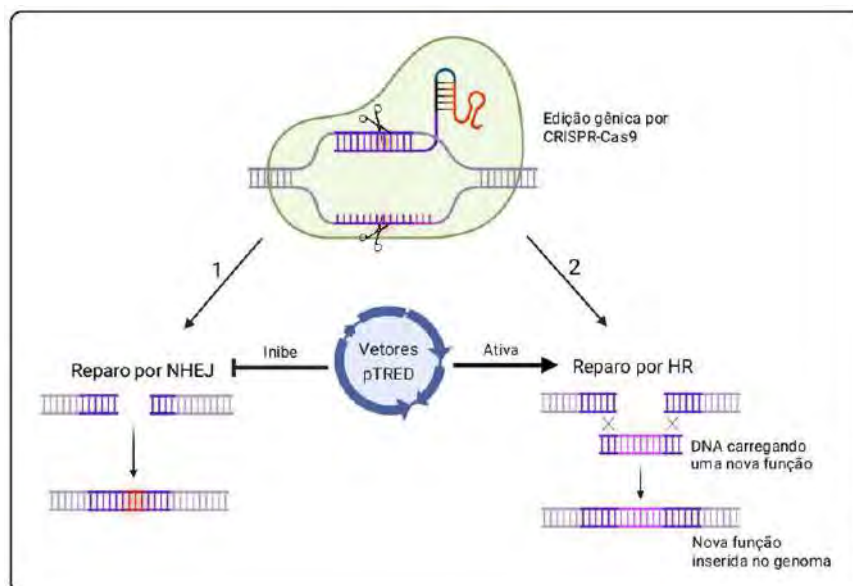 Edição gênica por
CRISPR-Cas9
1
2
Vetores
pTRED
Inibe
Ativa
Reparo por NHEJ
Reparo por HR
DNA carregando
uma nova função
Nova função
inserida no genoma